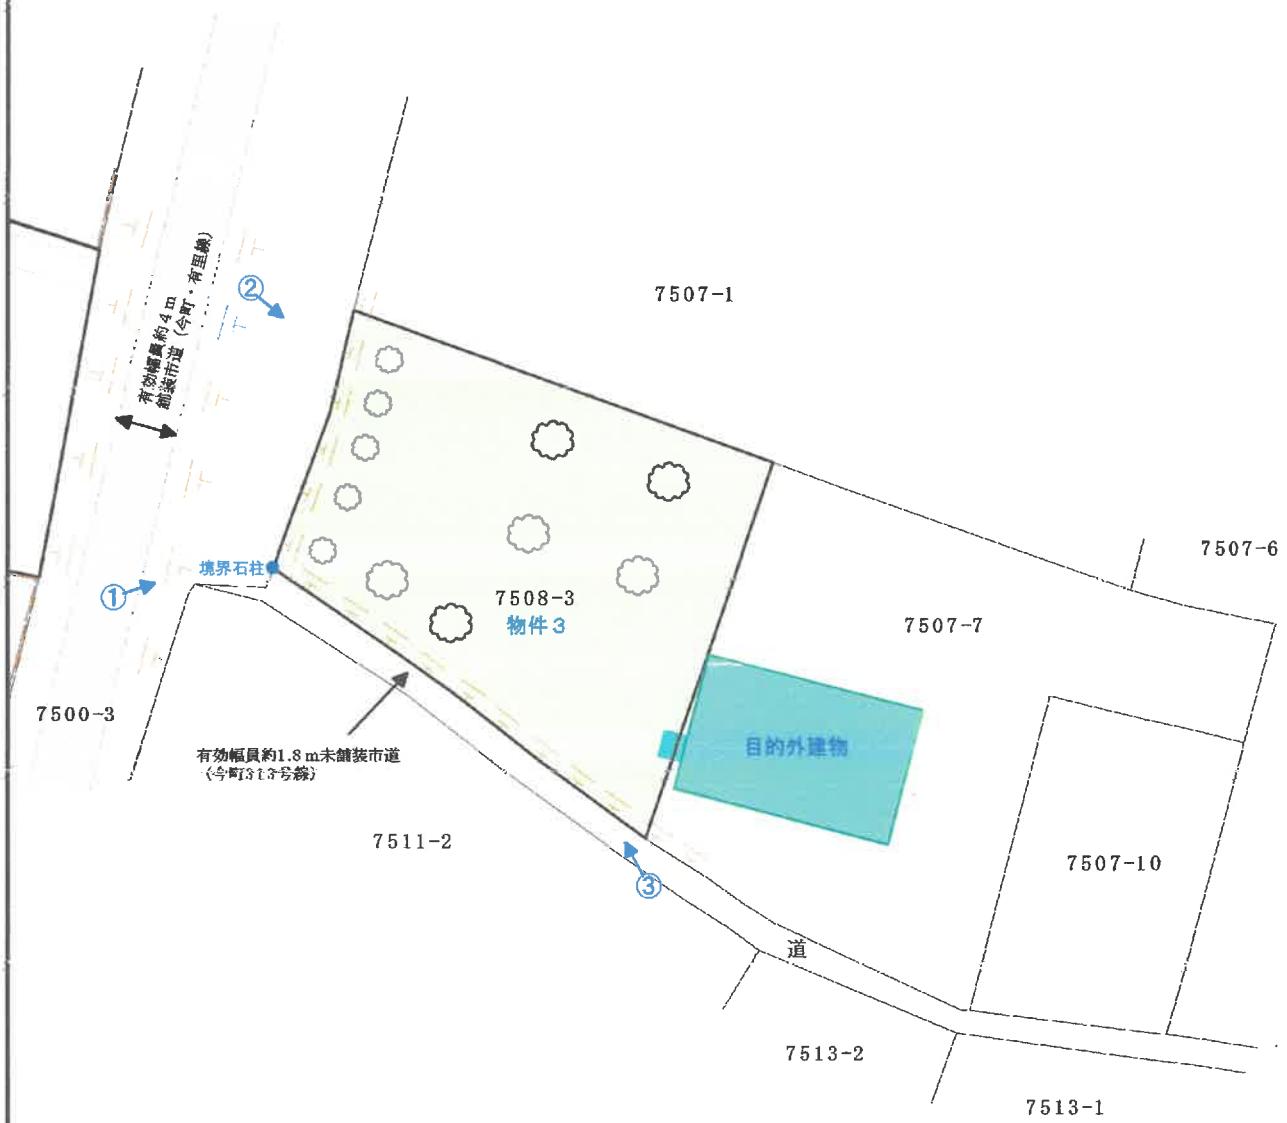 有効幅員約4m
舗装市道（今町・有里線）
②
7507-1
7507-6
境界石柱
①
7508-3
物件3
7507-7
7500-3
有効幅員約1.8m未舗装市道
（今町313号線）
目的外建物
7511-2
7507-10
③
道
7513-2
7513-1